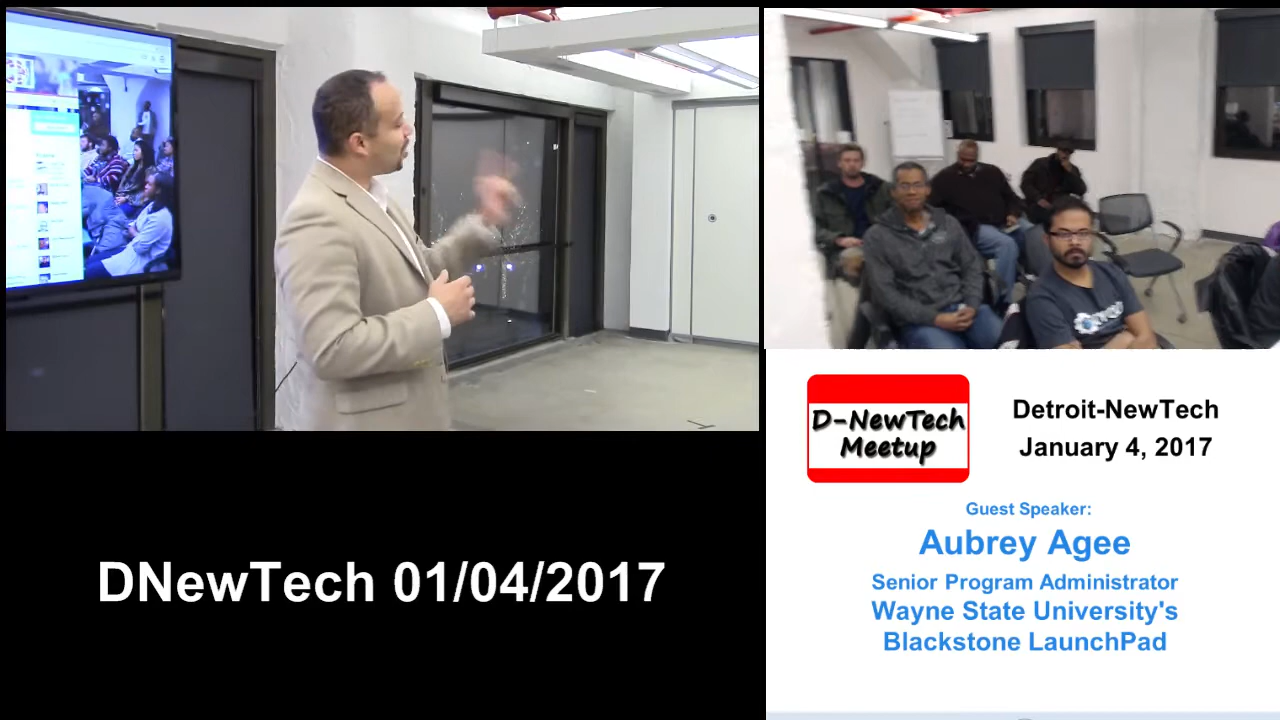 D-NewTech
Meetup
Detroit-NewTech
January 4, 2017
Guest Speaker:
Aubrey Agee
Senior Program Administrator
Wayne State University's
Blackstone LaunchPad
DNewTech 01/04/2017